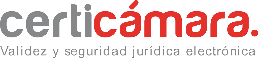 certicámara.
Validez y seguridad jurídica electrónica